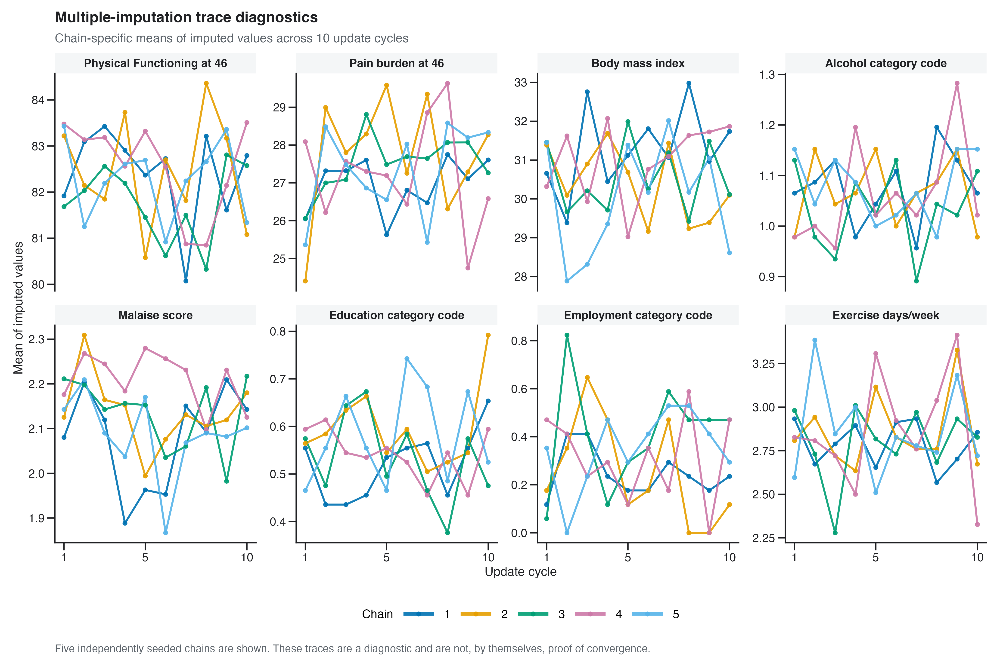 Multiple-imputation trace diagnostics
Chain-specific means of imputed values across 10 update cycles
Physical Functioning at 46
Pain burden at 46
Body mass index
Alcohol category code
84
83
82
81
80
29
28
27
26
25
33
32
31
30
29
28
1.3
1.2
1.1
1.0
0.9
Mean of imputed values
Malaise score
Education category code
Employment category code
Exercise days/week
2.3
2.2
2.1
2.0
1.9
0.8
0.7
0.6
0.5
0.4
0.8
0.6
0.4
0.2
0.0
3.25
3.00
2.75
2.50
2.25
1 5 10
1 5 10
1 5 10
1 5 10
Update cycle
Chain 1 2 3 4 5
Five independently seeded chains are shown. These traces are a diagnostic and are not, by themselves, proof of convergence.